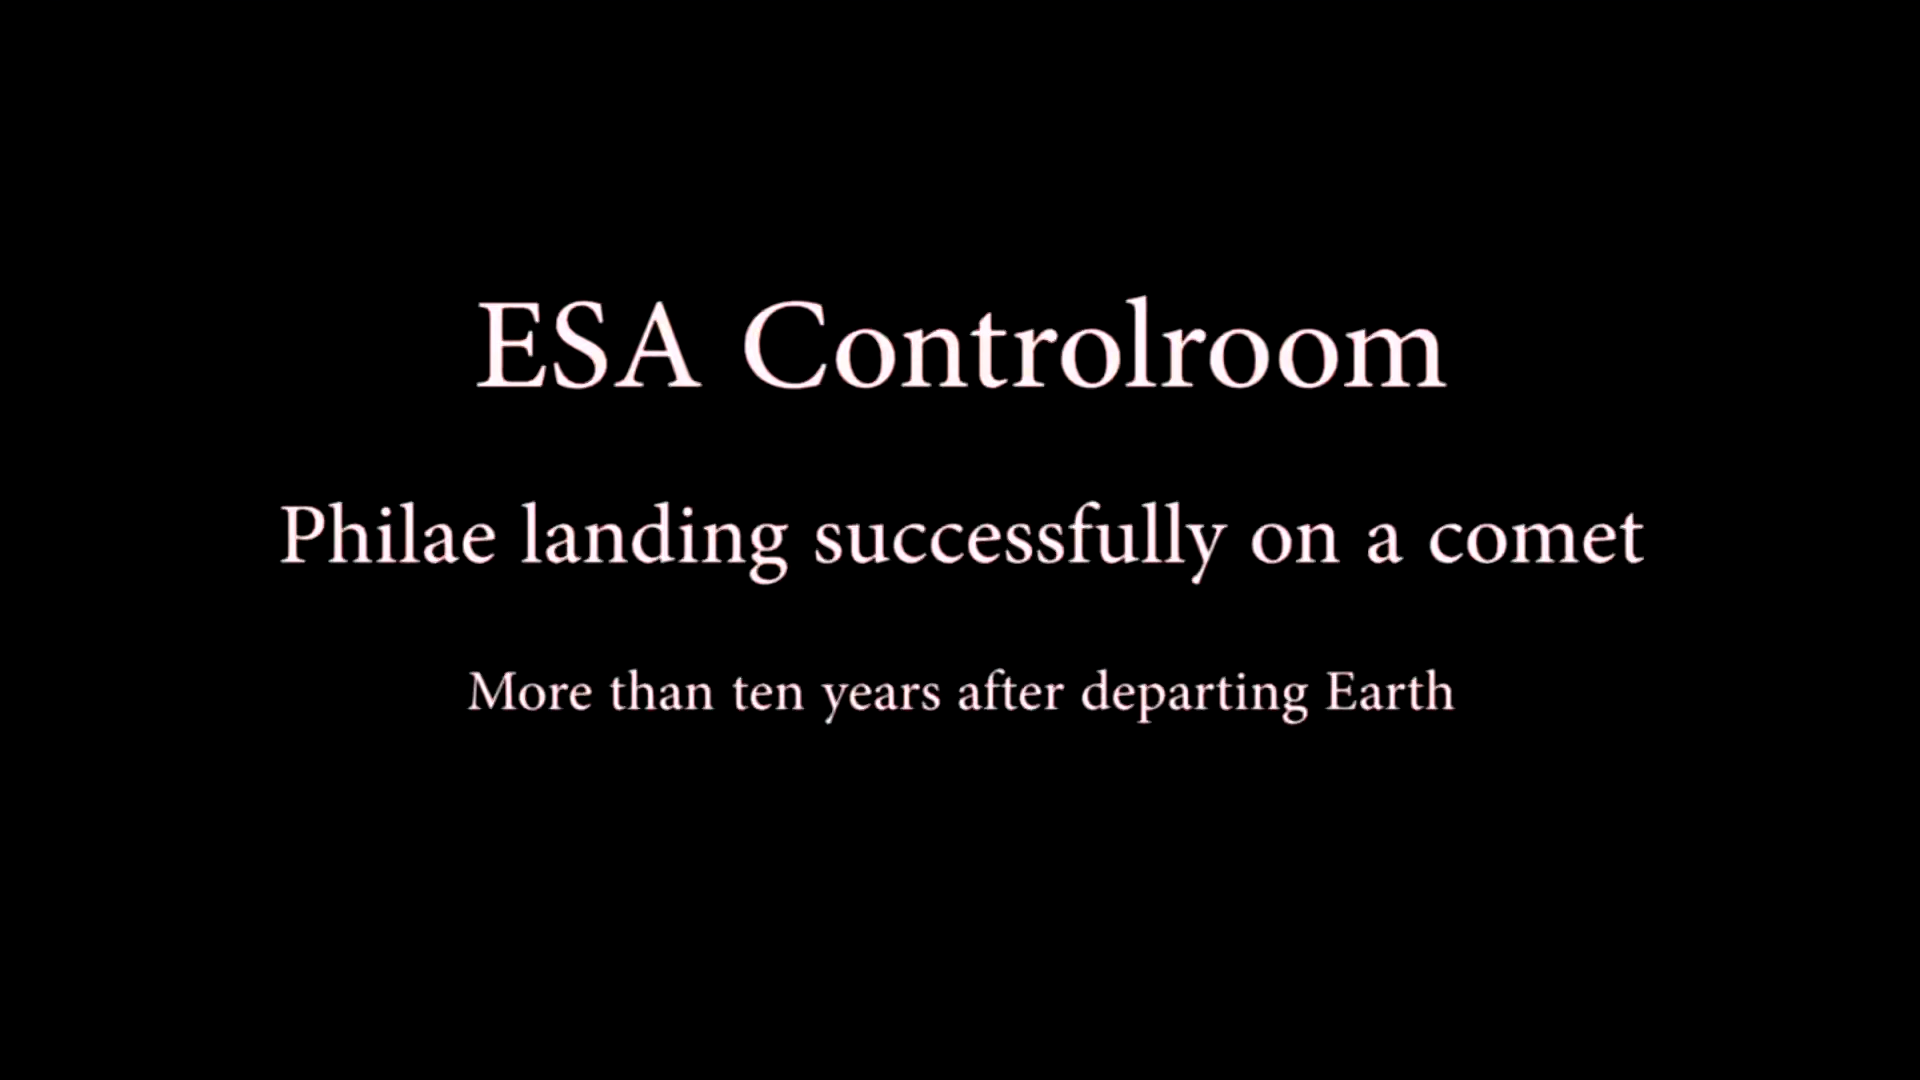 ESA Controlroom
Philae landing successfully on a comet
More than ten years after departing Earth